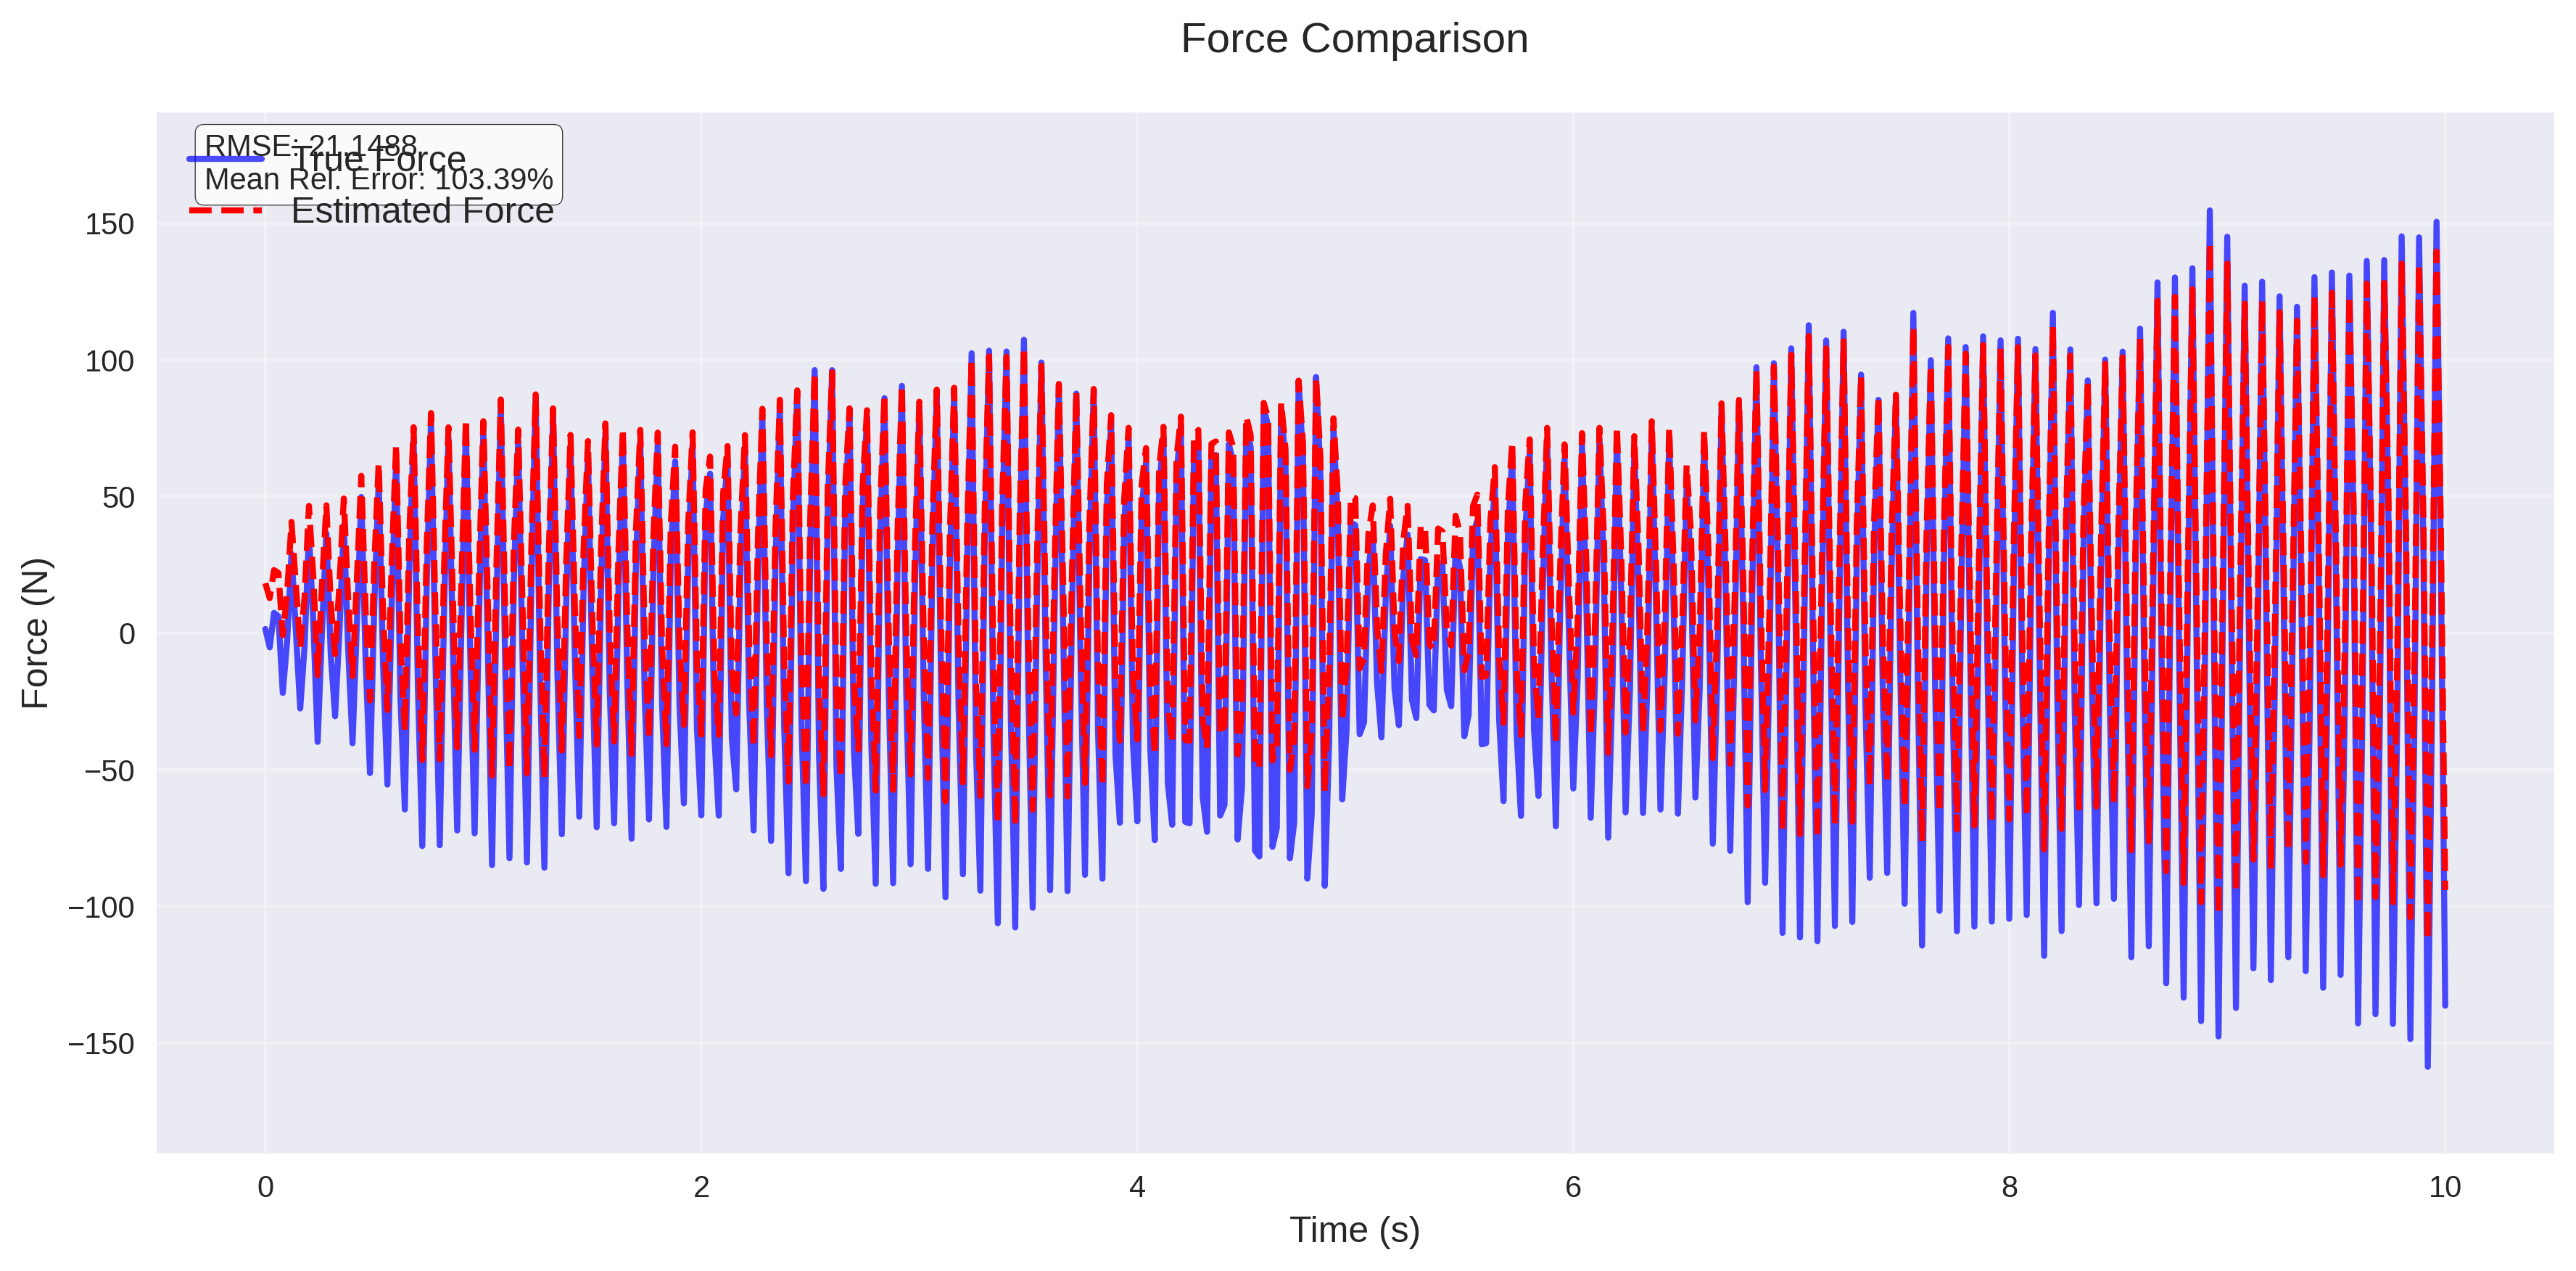 Force Comparison
RMSE: 21.1488
True Force
Mean Rel. Error: 103.39%
Estimated Force
150
100
50
0
−50
−100
−150
Force (N)
0 2 4 6 8 10
Time (s)